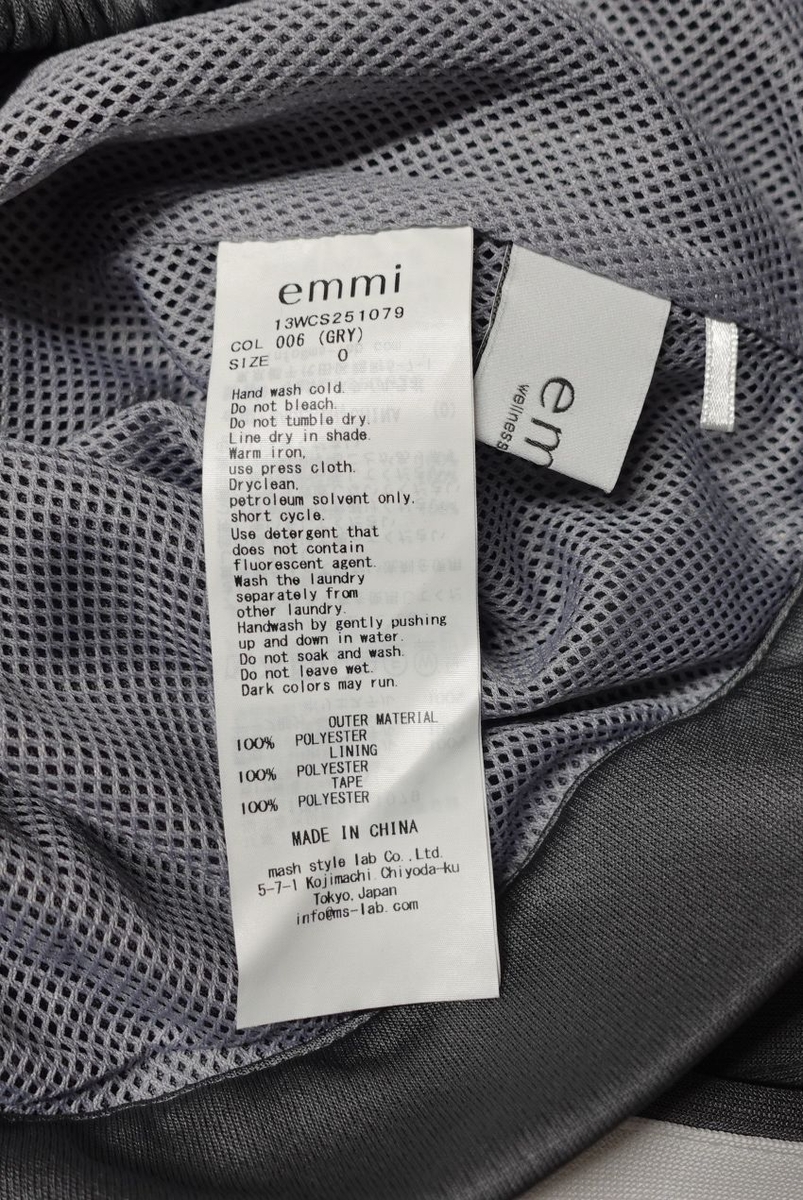 emmi
13WCS251079
COL 006 (GRY)
SIZE 0
Hand wash cold.
Do not bleach.
Do not tumble dry.
Line dry in shade.
Warm iron,
use press cloth.
Dryclean,
petroleum solvent only.
short cycle.
Use detergent that
does not contain
fluorescent agent.
Wash the laundry
separately from
other laundry.
Handwash by gently pushing
up and down in water.
Do not soak and wash.
Do not leave wet.
Dark colors may run.
OUTER MATERIAL
100% POLYESTER
LINING
100% POLYESTER
TAPE
100% POLYESTER
MADE IN CHINA
mash style lab Co.,Ltd.
5-7-1 Kojimachi Chiyoda-ku
Tokyo,Japan
info@ms-lab.com
em
wellness